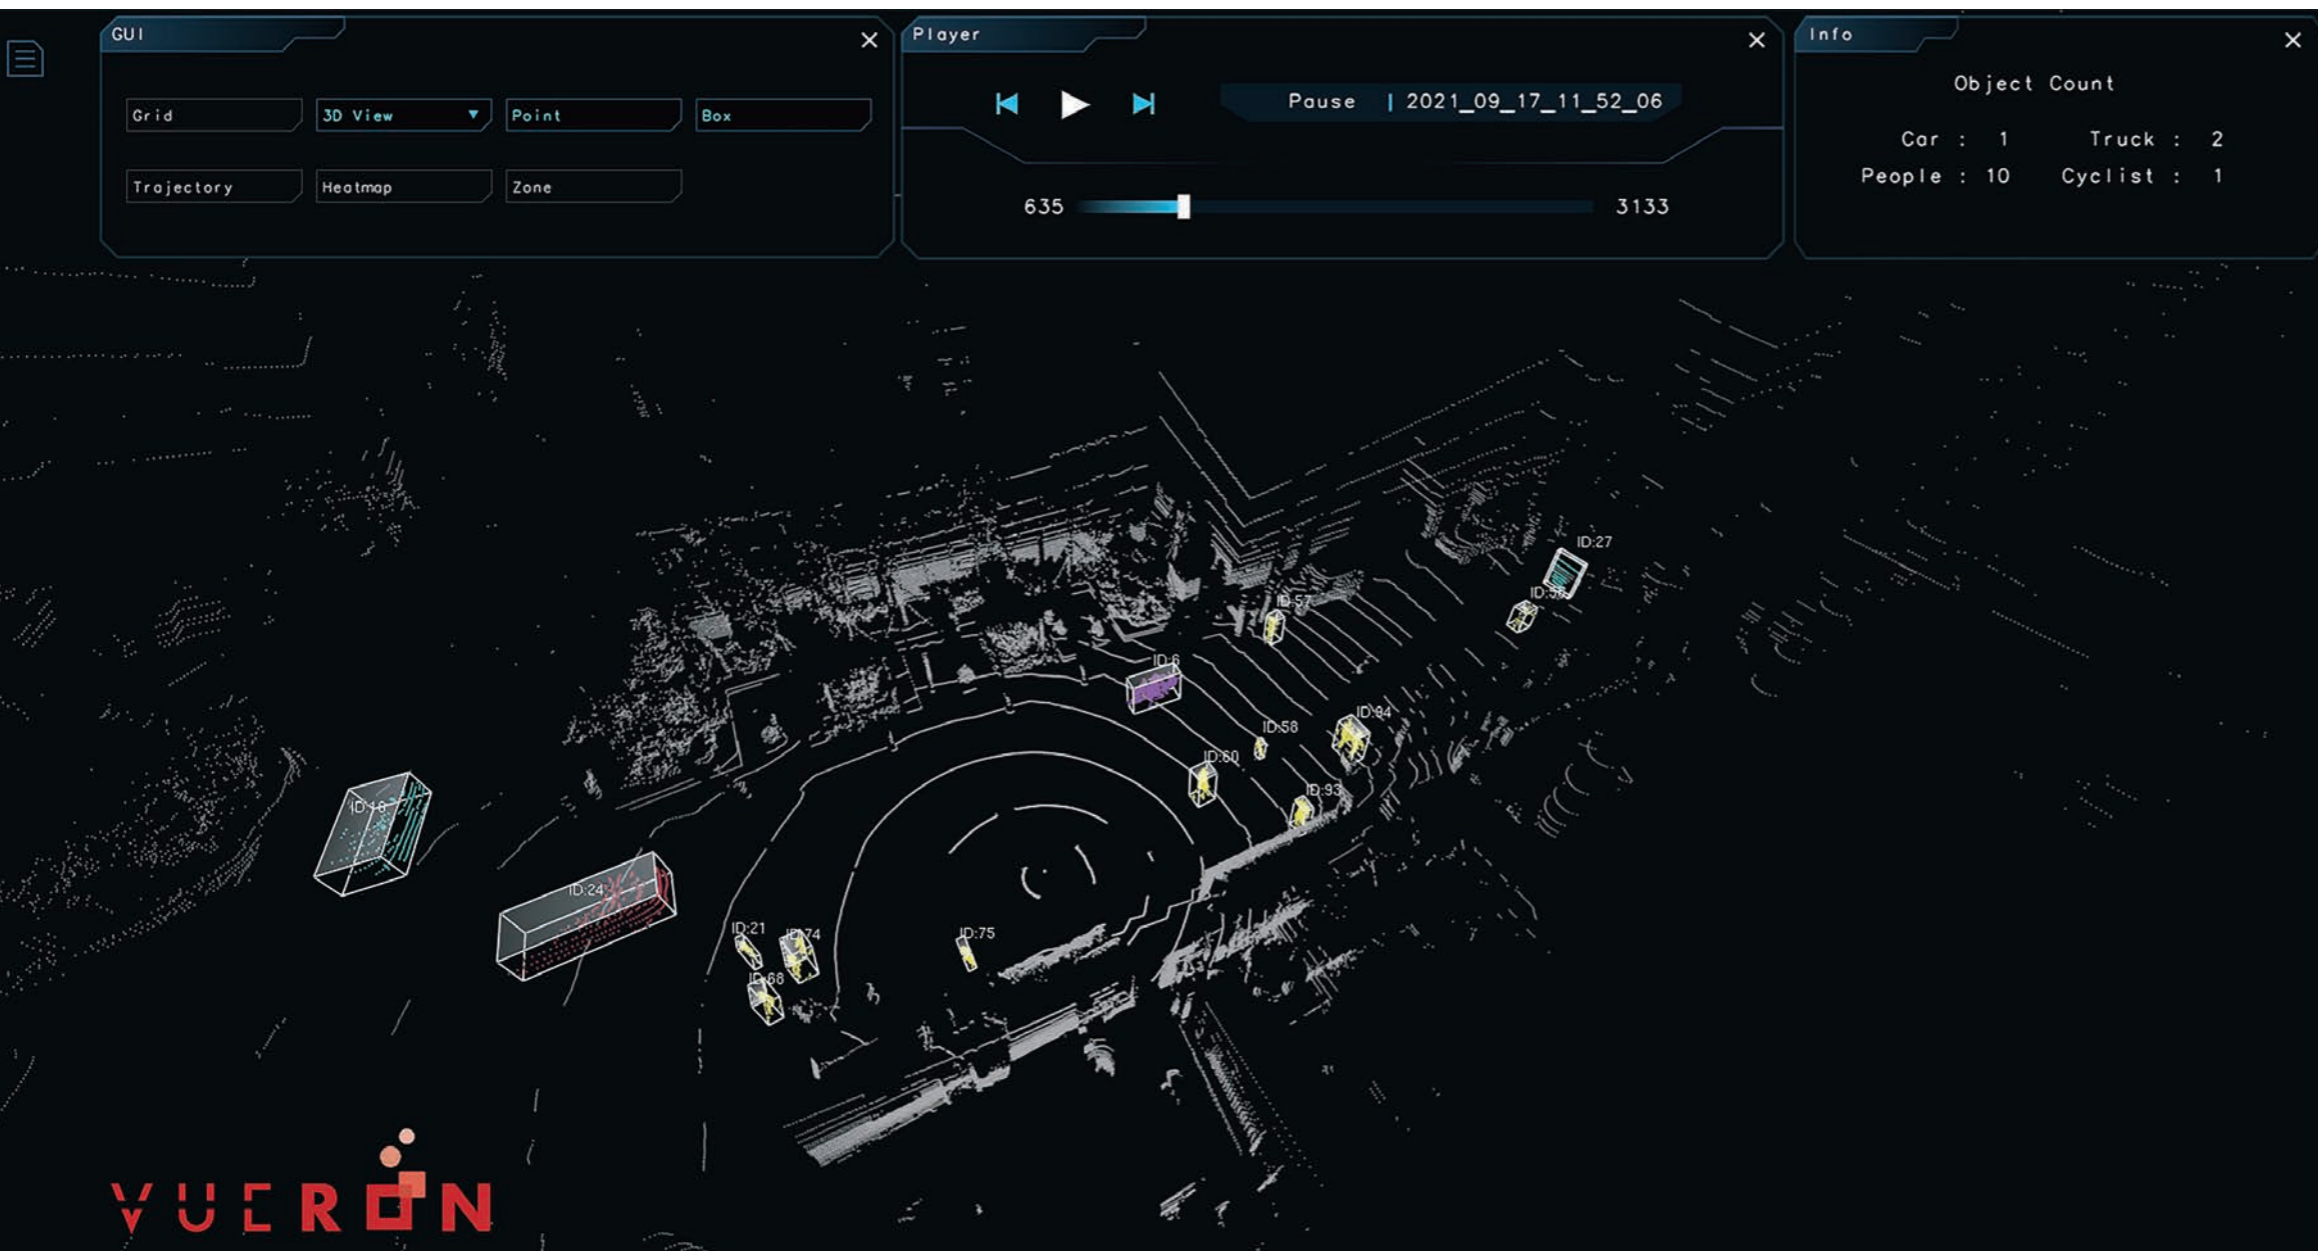 GUI
Grid
3D View
Point
Box
Trajectory
Heatmap
Zone
Player
Pause | 2021_09_17_11_52_06
635
3133
Info
Object Count
Car : 1
Truck : 2
People : 10
Cyclist : 1
ID:27
ID:57
ID:6
ID:94
ID:58
ID:60
ID:93
ID:24
ID:21
ID:74
ID:75
ID:68
VUERON